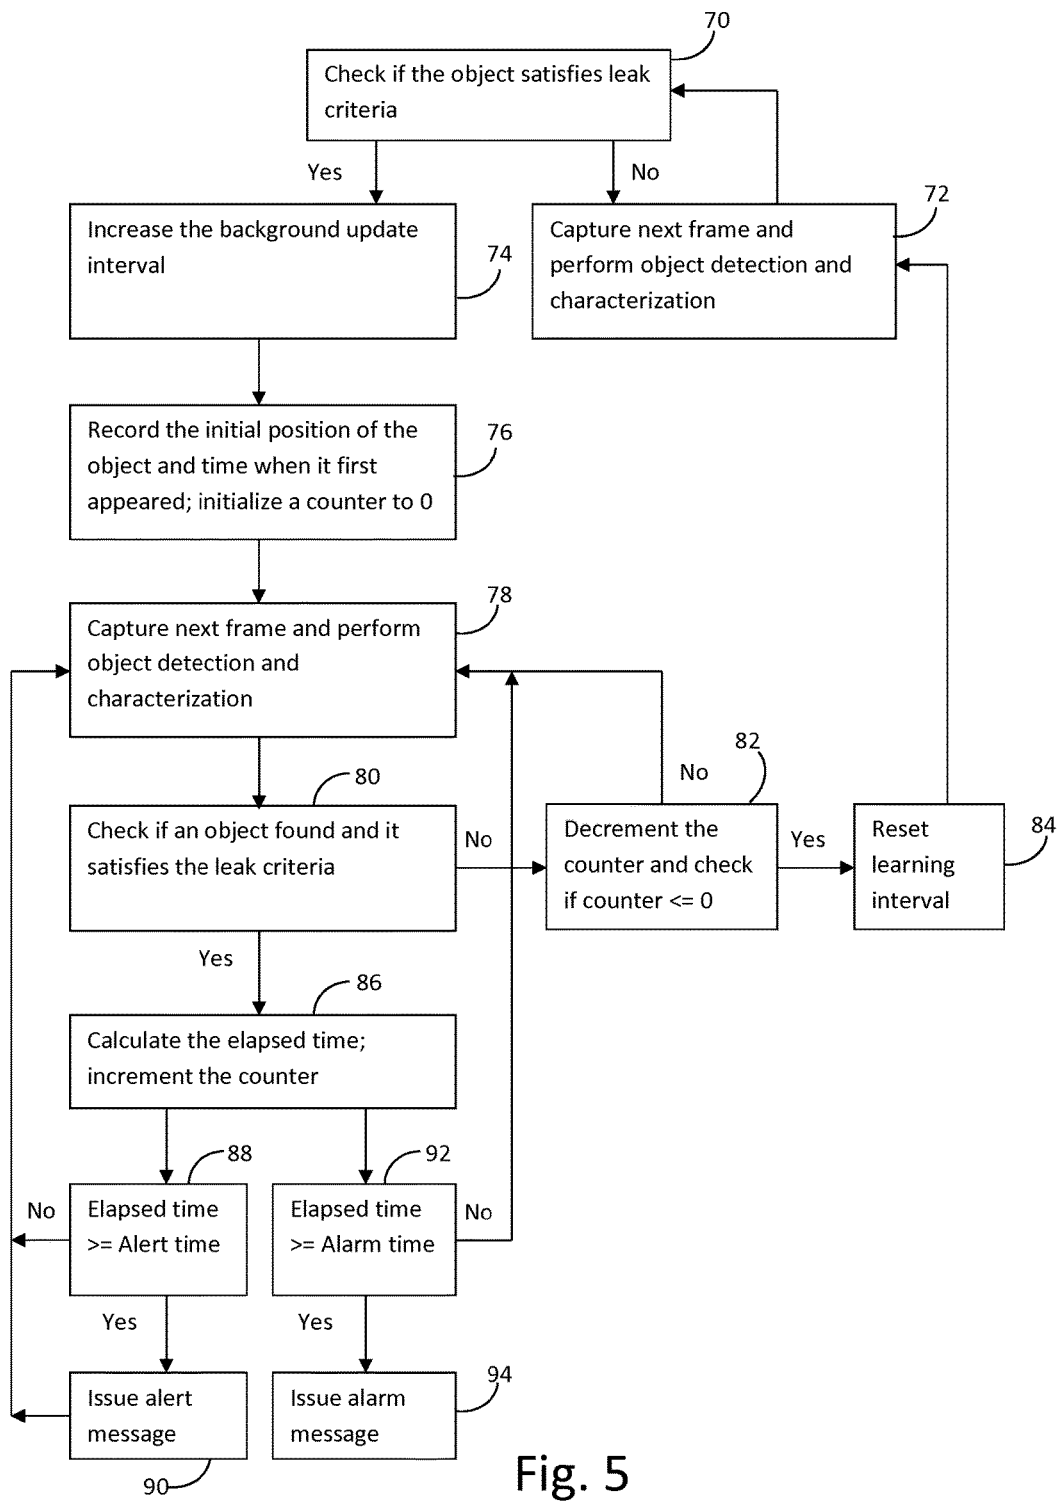 70
Check if the object satisfies leak
criteria
Yes
No
72
Increase the background update
interval
74
Capture next frame and
perform object detection and
characterization
Record the initial position of the
object and time when it first
appeared; initialize a counter to 0
76
78
Capture next frame and perform
object detection and
characterization
80
Check if an object found and it
satisfies the leak criteria
No
82
No
Decrement the
counter and check
if counter <= 0
Yes
Reset
learning
interval
84
Yes
86
Calculate the elapsed time;
increment the counter
88
92
No
Elapsed time
>= Alert time
Elapsed time
>= Alarm time
No
Yes
Yes
Issue alert
message
90
Issue alarm
message
94
Fig. 5